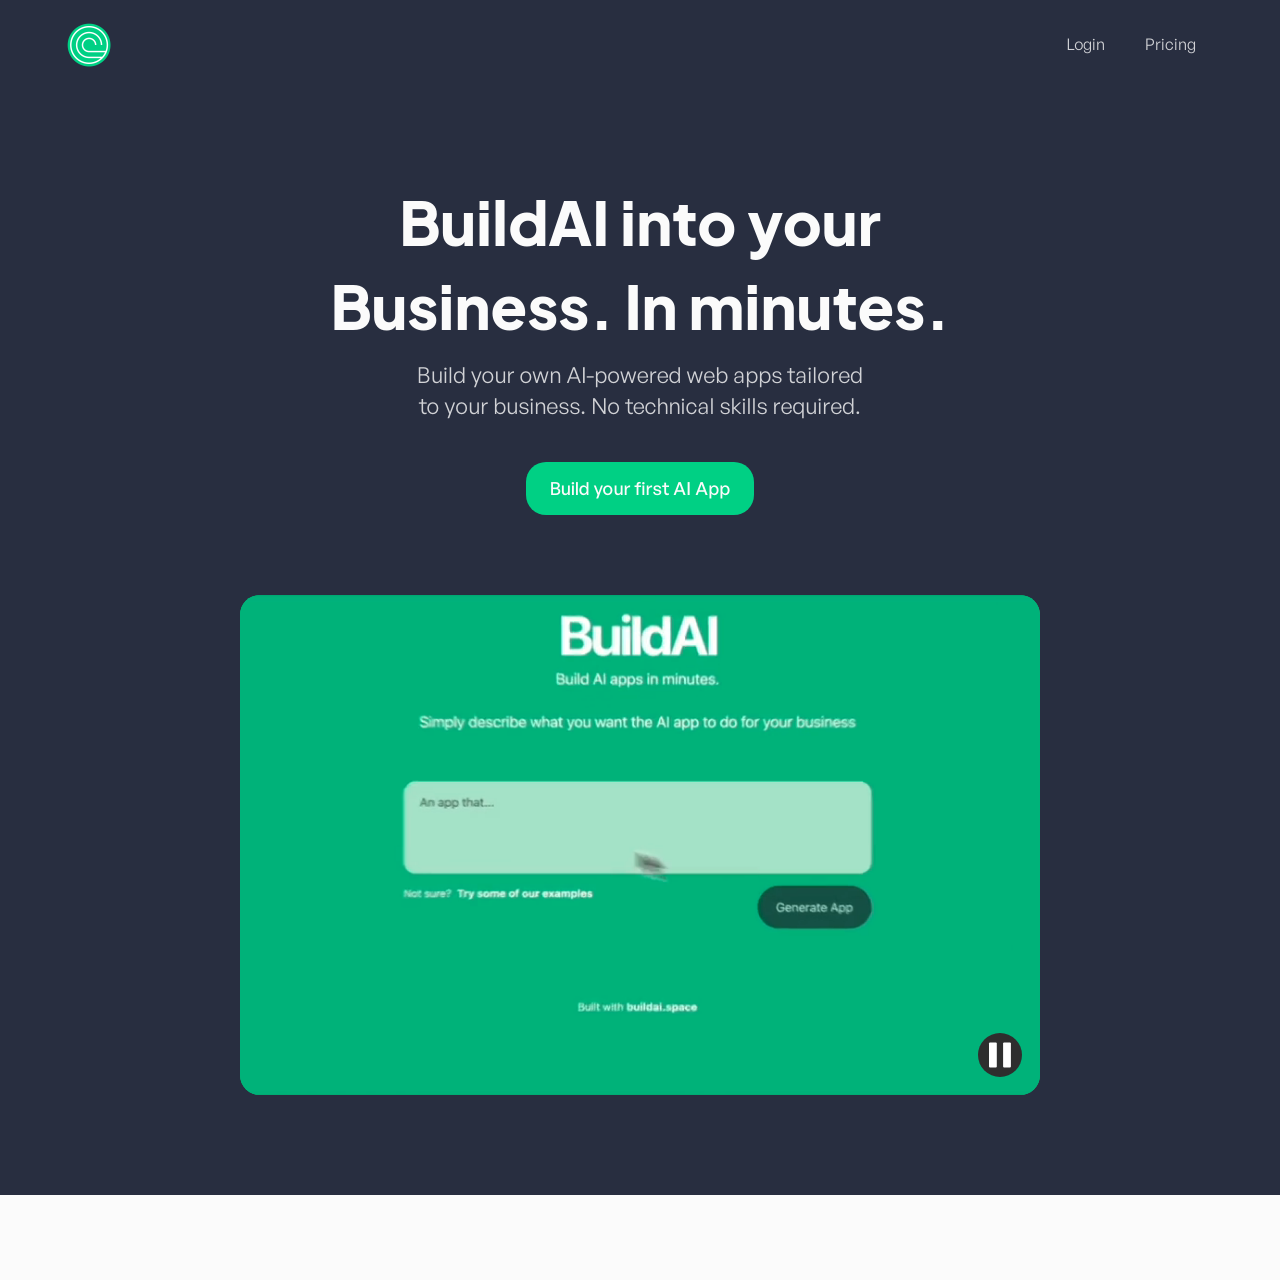 Login
Pricing
BuildAI into your
Business. In minutes.
Build your own AI-powered web apps tailored
to your business. No technical skills required.
Build your first AI App
BuildAI
Build AI apps in minutes.
Simply describe what you want the AI app to do for your business
An app that...
Not sure? Try some of our examples
Generate App
Built with buildai.space